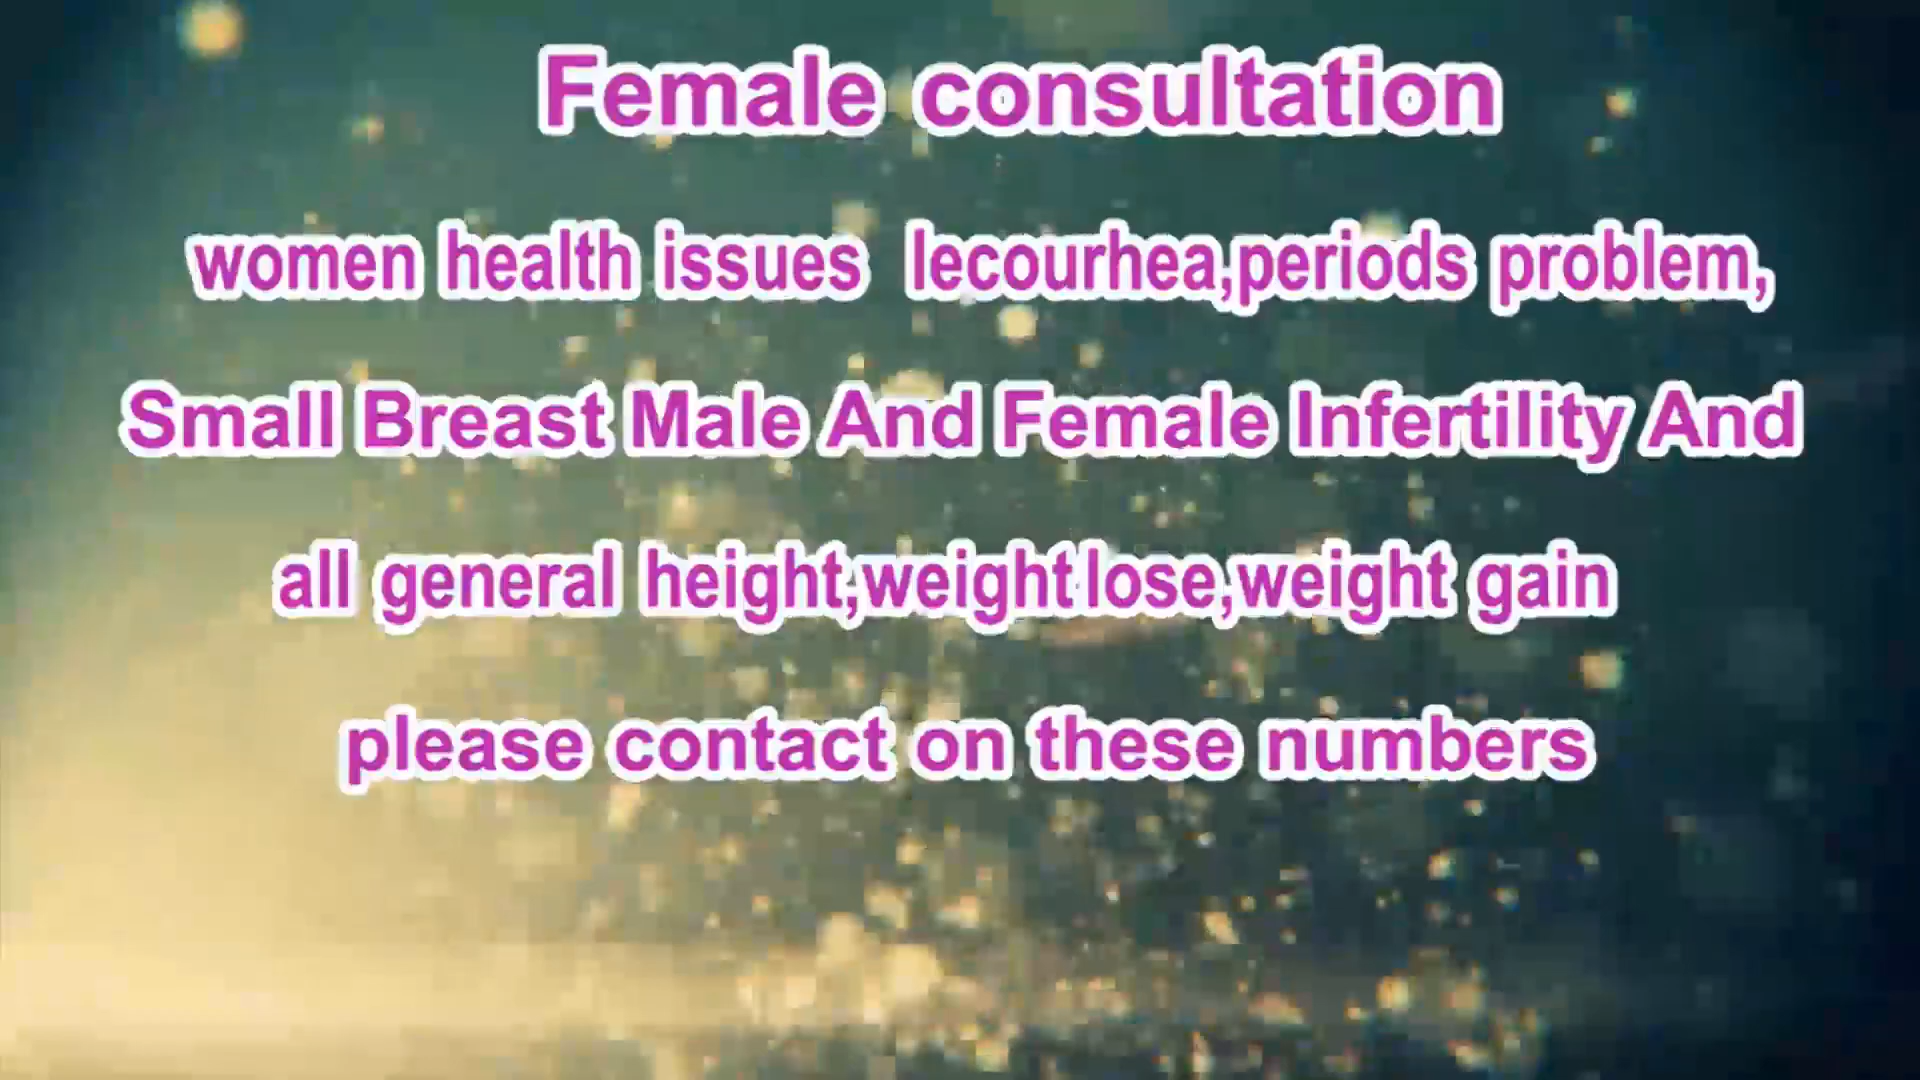 Female consultation
women health issues lecourhea,periods problem,
Small Breast Male And Female Infertility And
all general height,weight lose,weight gain
please contact on these numbers